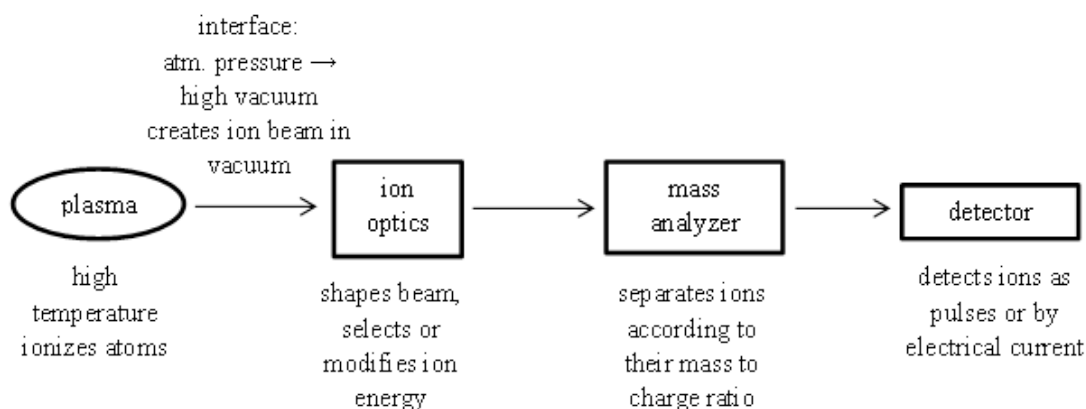 interface:
atm. pressure →
high vacuum
creates ion beam in
vacuum
plasma
high
temperature
ionizes atoms
ion
optics
shapes beam,
selects or
modifies ion
energy
mass
analyzer
separates ions
according to
their mass to
charge ratio
detector
detects ions as
pulses or by
electrical current